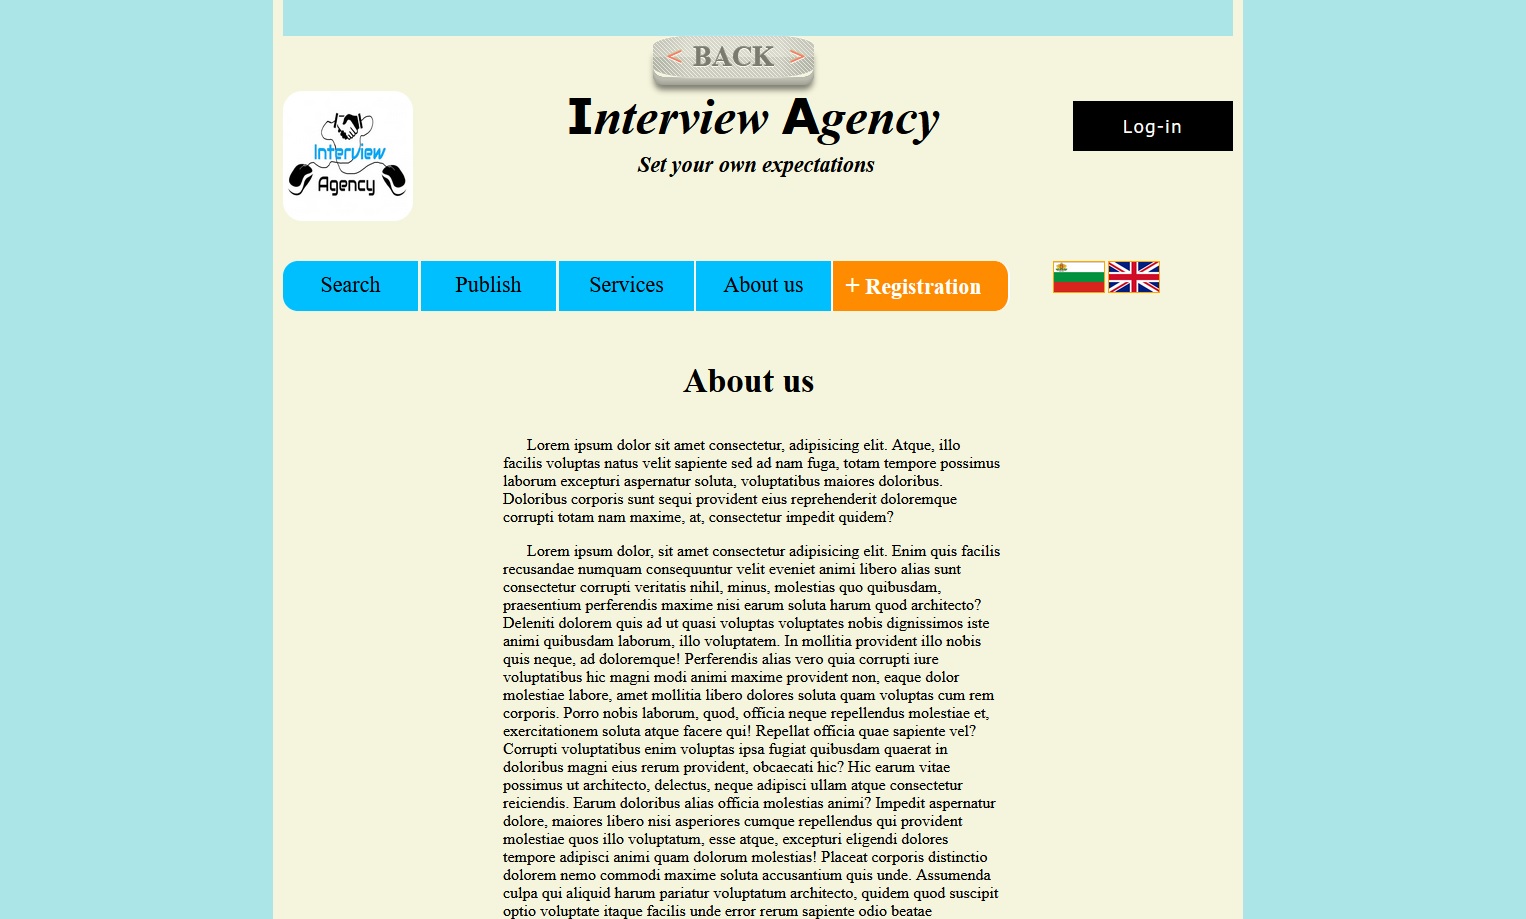 < BACK >
Interview
Agency
Interview Agency
Set your own expectations
Log-in
Search
Publish
Services
About us
+ Registration
About us
Lorem ipsum dolor sit amet consectetur, adipisicing elit. Atque, illo
facilis voluptas natus velit sapiente sed ad nam fuga, totam tempore possimus
laborum excepturi aspernatur soluta, voluptatibus maiores doloribus.
Doloribus corporis sunt sequi provident eius reprehenderit doloremque
corrupti totam nam maxime, at, consectetur impedit quidem?
Lorem ipsum dolor, sit amet consectetur adipisicing elit. Enim quis facilis
recusandae numquam consequuntur velit eveniet animi libero alias sunt
consectetur corrupti veritatis nihil, minus, molestias quo quibusdam,
praesentium perferendis maxime nisi earum soluta harum quod architecto?
Deleniti dolorem quis ad ut quasi voluptas voluptates nobis dignissimos iste
animi quibusdam laborum, illo voluptatem. In mollitia provident illo nobis
quis neque, ad doloremque! Perferendis alias vero quia corrupti iure
voluptatibus hic magni modi animi maxime provident non, eaque dolor
molestiae labore, amet mollitia libero dolores soluta quam voluptas cum rem
corporis. Porro nobis laborum, quod, officia neque repellendus molestiae et,
exercitationem soluta atque facere qui! Repellat officia quae sapiente vel?
Corrupti voluptatibus enim voluptas ipsa fugiat quibusdam quaerat in
doloribus magni eius rerum provident, obcaecati hic? Hic earum vitae
possimus ut architecto, delectus, neque adipisci ullam atque consectetur
reiciendis. Earum doloribus alias officia molestias animi? Impedit aspernatur
dolore, maiores libero nisi asperiores cumque repellendus qui provident
molestiae quos illo voluptatum, esse atque, excepturi eligendi dolores
tempore adipisci animi quam dolorum molestias! Placeat corporis distinctio
dolorem nemo commodi maxime soluta accusantium quis unde. Assumenda
culpa qui aliquid harum pariatur voluptatum architecto, quidem quod suscipit
optio voluptate itaque facilis unde error rerum sapiente odio beatae